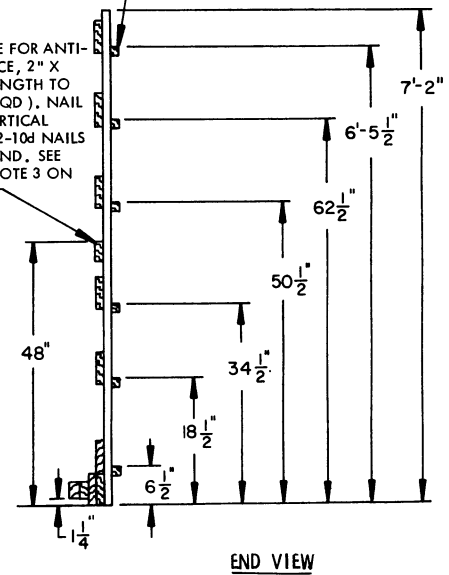 E FOR ANTI-
CE, 2" X
NGTH TO
QD ). NAIL
RTICAL
2-10d NAILS
ND. SEE
OTE 3 ON
7'-2"
6'-5 1/2"
62 1/2"
50 1/2"
48"
34 1/2"
18 1/2"
6 1/2"
1 1/4"
END VIEW